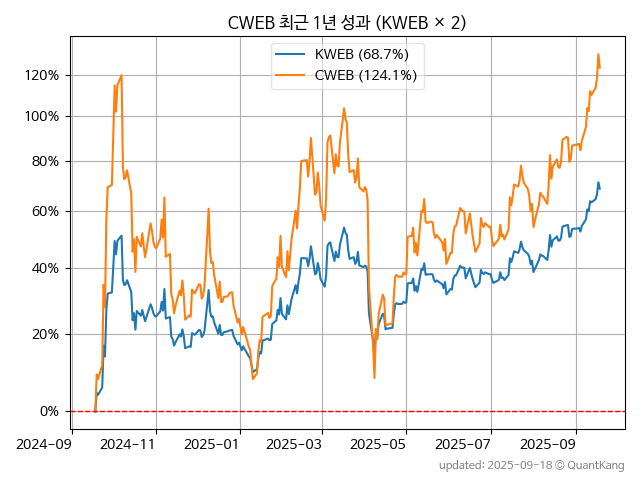 CWEB 최근 1년 성과 (KWEB × 2)
KWEB (68.7%)
CWEB (124.1%)
120%
100%
80%
60%
40%
20%
0%
2024-09 2024-11 2025-01 2025-03 2025-05 2025-07 2025-09
updated: 2025-09-18 © QuantKang